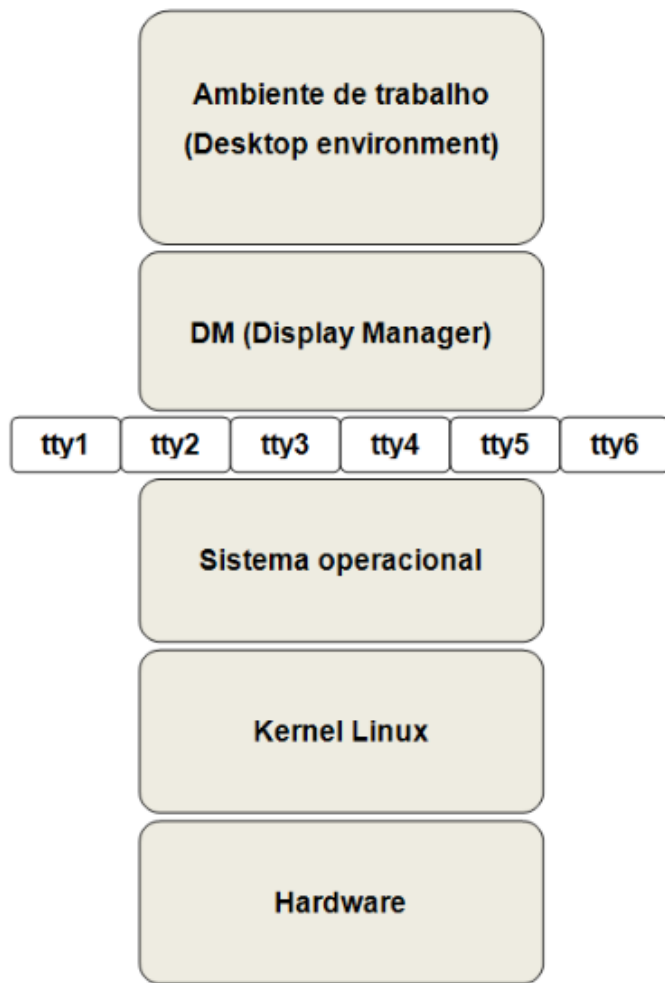 Ambiente de trabalho
(Desktop environment)
DM (Display Manager)
tty1 tty2 tty3 tty4 tty5 tty6
Sistema operacional
Kernel Linux
Hardware